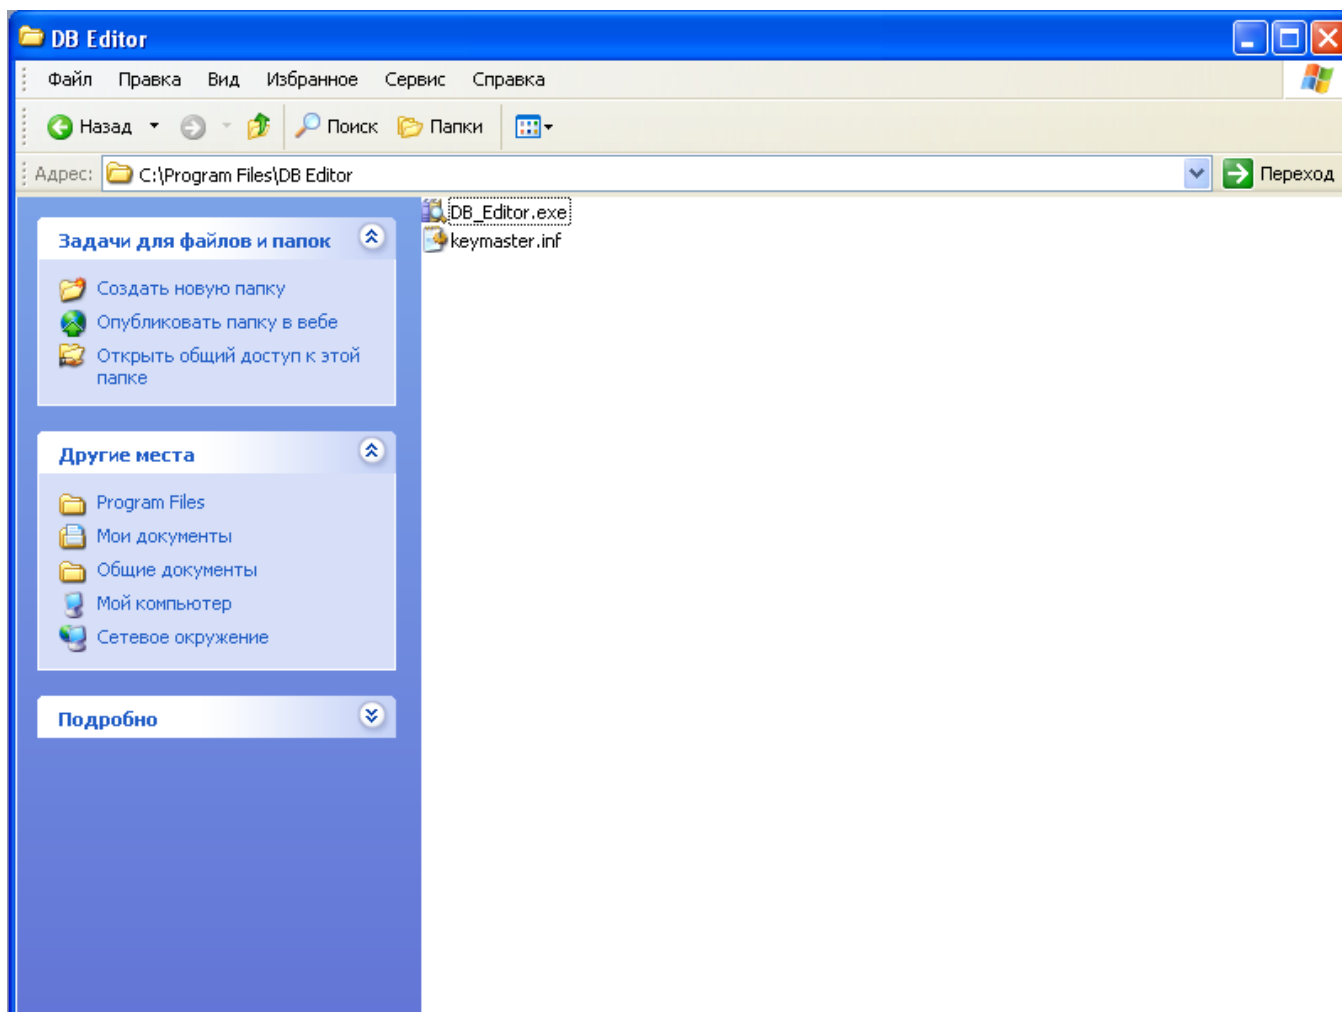 DB Editor
Файл Правка Вид Избранное Сервис Справка
Назад Поиск Папки
Адрес: C:\Program Files\DB Editor Переход
Задачи для файлов и папок
Создать новую папку
Опубликовать папку в вебе
Открыть общий доступ к этой
папке
Другие места
Program Files
Мои документы
Общие документы
Мой компьютер
Сетевое окружение
Подробно
DB_Editor.exe
keymaster.inf